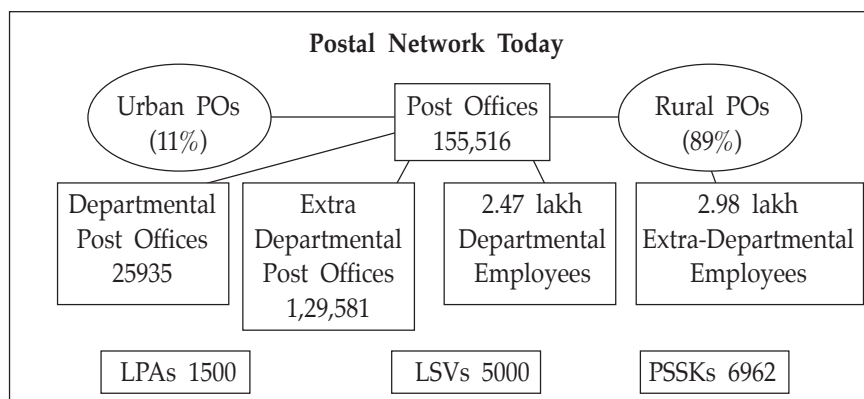 Postal Network Today
Urban POs
(11%)
Post Offices
155,516
Rural POs
(89%)
Departmental
Post Offices
25935
Extra
Departmental
Post Offices
1,29,581
2.47 lakh
Departmental
Employees
2.98 lakh
Extra-Departmental
Employees
LPAs 1500
LSVs 5000
PSSKs 6962